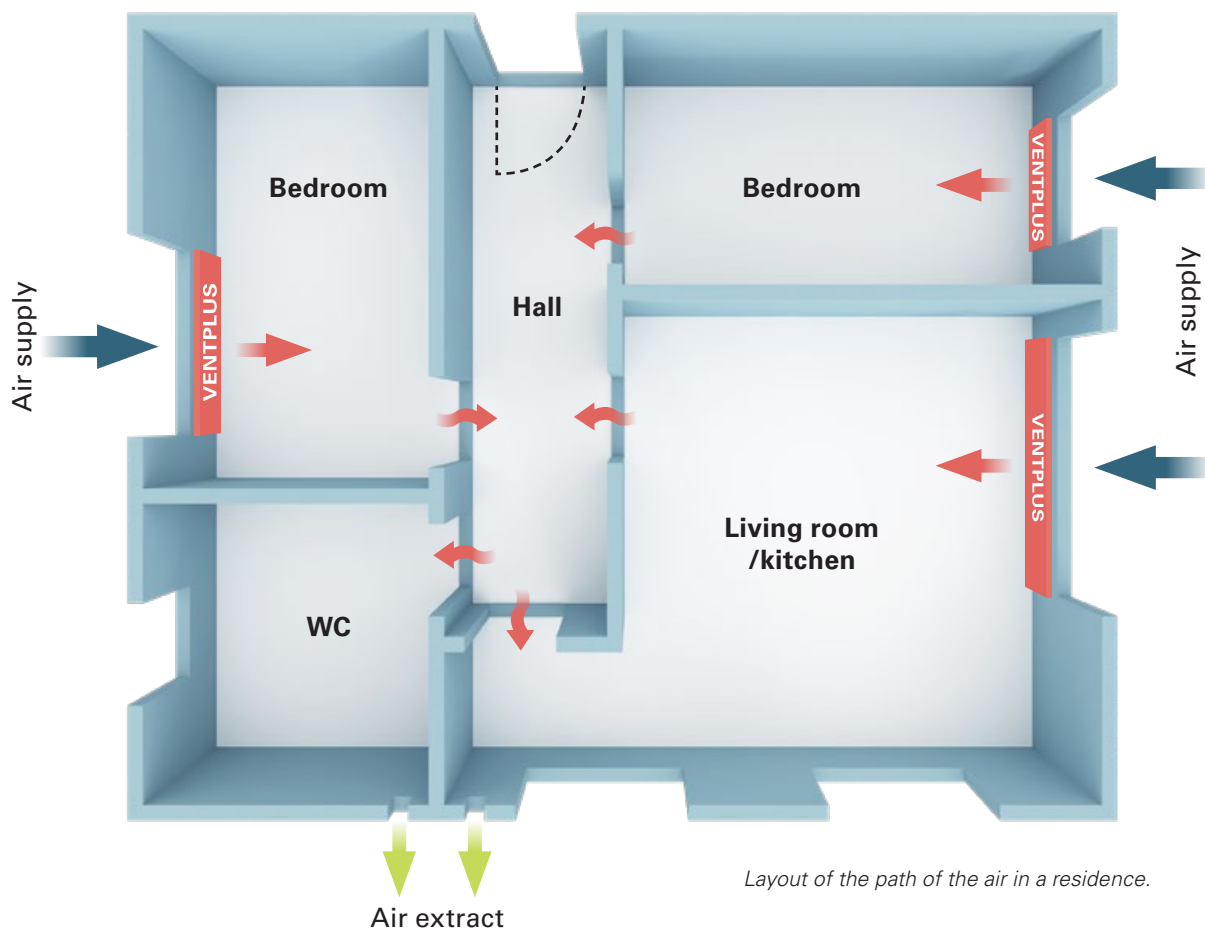 Bedroom
Bedroom
VENTPLUS
Air supply
Hall
Air supply
VENTPLUS
VENTPLUS
Living room
/kitchen
WC
Layout of the path of the air in a residence.
Air extract